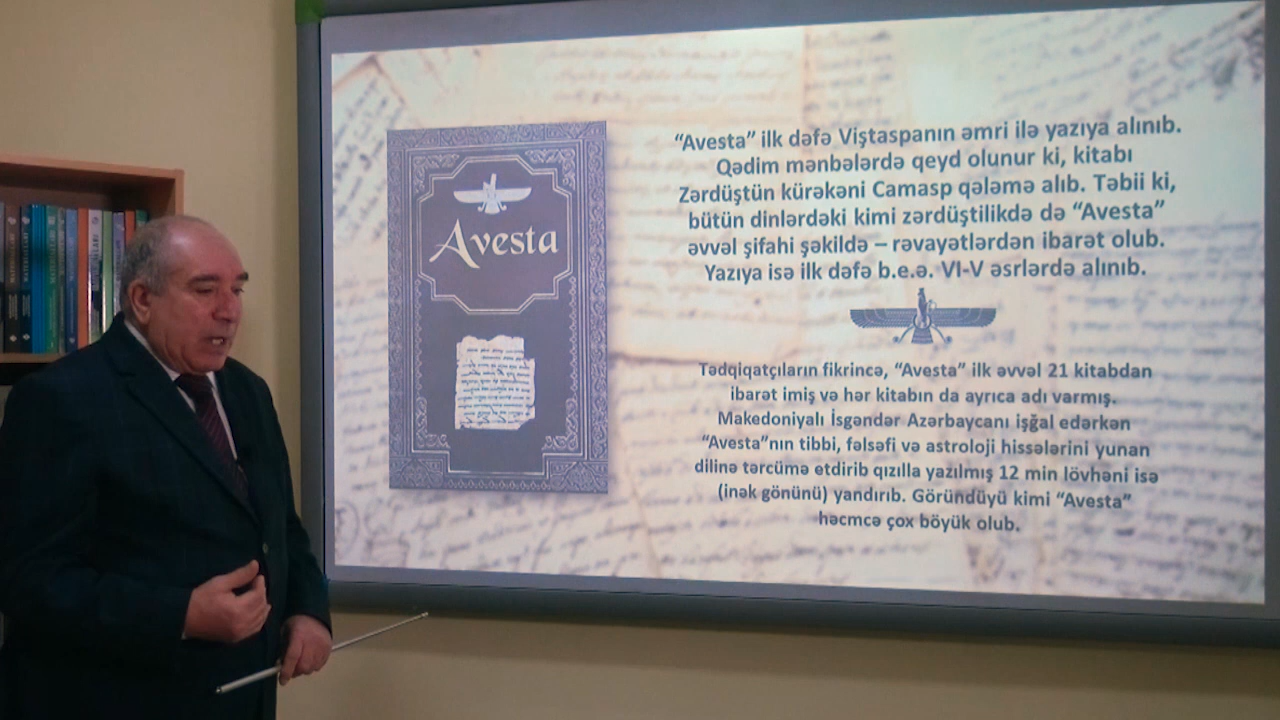 Avesta
“Avesta” ilk dəfə Viştaspanın əmri ilə yazıya alınıb.
Qədim mənbələrdə qeyd olunur ki, kitabı
Zərdüştün kürəkəni Camasp qələmə alıb. Təbii ki,
bütün dinlərdəki kimi zərdüştilikdə də “Avesta”
əvvəl şifahi şəkildə – rəvayətlərdən ibarət olub.
Yazıya isə ilk dəfə b.e.ə. VI-V əsrlərdə alınıb.
Tədqiqatçıların fikrincə, “Avesta” ilk əvvəl 21 kitabdan
ibarət imiş və hər kitabın da ayrıca adı varmış.
Makedoniyalı İsgəndər Azərbaycanı işğal edərkən
“Avesta”nın tibbi, fəlsəfi və astroloji hissələrini yunan
dilinə tərcümə etdirib qızılla yazılmış 12 min lövhəni isə
(inək gönünü) yandırıb. Göründüyü kimi “Avesta”
həcmcə çox böyük olub.